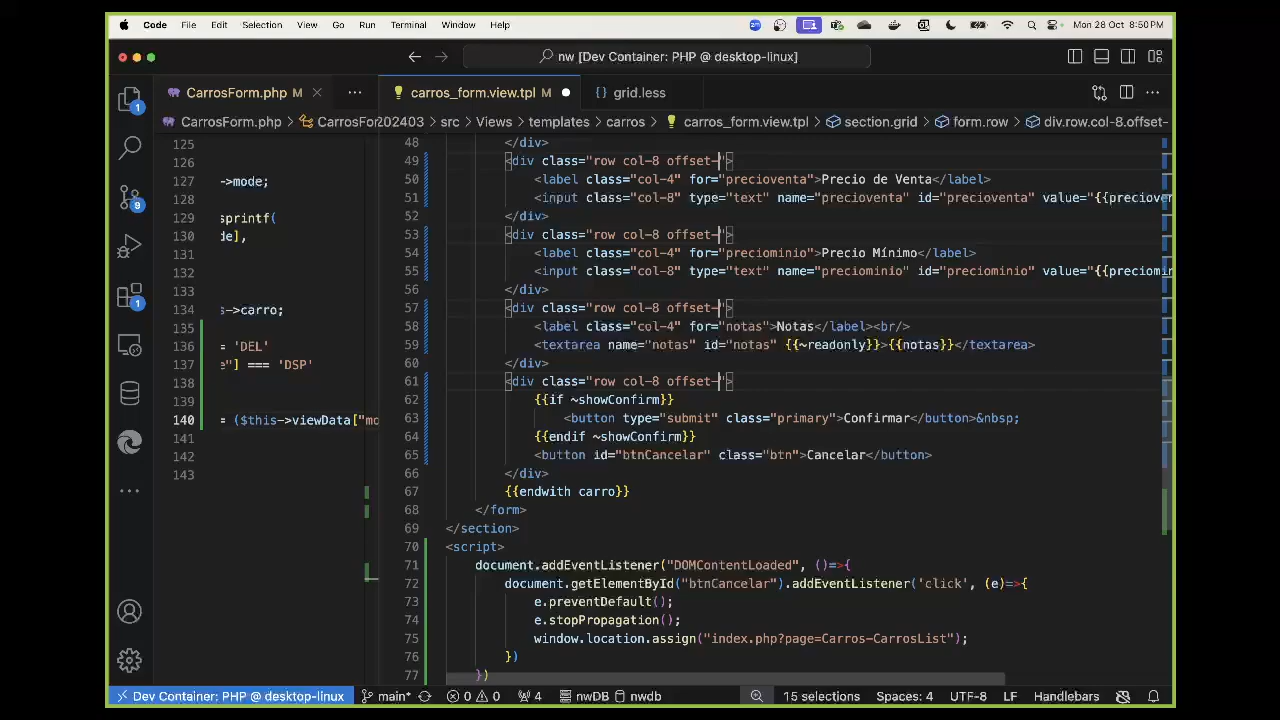 Code File Edit Selection View Go Run Terminal Window Help Mon 28 Oct 8:50 PM
nw [Dev Container: PHP @ desktop-linux]
CarrosForm.php M carros_form.view.tpl M grid.less
CarrosForm.php > CarrosFor 202403 > src > Views > templates > carros > carros_form.view.tpl > section.grid > form.row > div.row.col-8.offset-
125
126
127 ->mode;
128
129 sprintf(
130 de],
131
132
133
134 s->carro;
135
136 = 'DEL'
137 e"] === 'DSP'
138
139
140 = ($this->viewData["mo
141
142
143
48 </div>
49 <div class="row col-8 offset-">
50 <label class="col-4" for="precioventa">Precio de Venta</label>
51 <input class="col-8" type="text" name="precioventa" id="precioventa" value="{{preciover
52 </div>
53 <div class="row col-8 offset-">
54 <label class="col-4" for="preciominio">Precio Mínimo</label>
55 <input class="col-8" type="text" name="preciominio" id="preciominio" value="{{preciomin
56 </div>
57 <div class="row col-8 offset-">
58 <label class="col-4" for="notas">Notas</label><br/>
59 <textarea name="notas" id="notas" {{~readonly}}>{{notas}}</textarea>
60 </div>
61 <div class="row col-8 offset-">
62 {{if ~showConfirm}}
63 <button type="submit" class="primary">Confirmar</button>&nbsp;
64 {{endif ~showConfirm}}
65 <button id="btnCancelar" class="btn">Cancelar</button>
66 </div>
67 {{endwith carro}}
68 </form>
69 </section>
70 <script>
71 document.addEventListener("DOMContentLoaded", ()=>{
72 document.getElementById("btnCancelar").addEventListener('click', (e)=>{
73 e.preventDefault();
74 e.stopPropagation();
75 window.location.assign("index.php?page=Carros-CarrosList");
76 })
77 })
1
9
1
Dev Container: PHP @ desktop-linux main* 0 0 4 nwDB nwdb 15 selections Spaces: 4 UTF-8 LF Handlebars